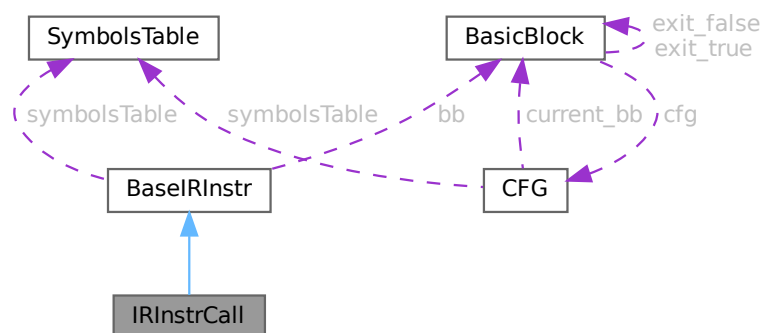 exit_false
exit_true
SymbolsTable
BasicBlock
symbolsTable
symbolsTable
bb
current_bb
cfg
BaseIRInstr
CFG
IRInstrCall